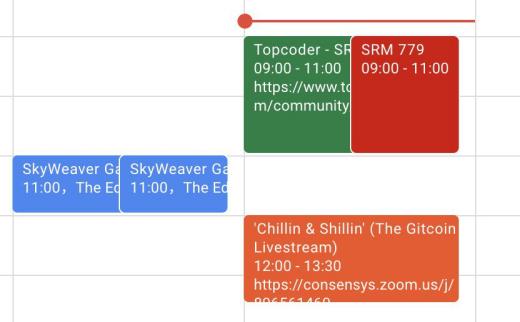 Topcoder - SR
09:00 - 11:00
https://www.to
m/community
SRM 779
09:00 - 11:00
SkyWeaver Ga
11:00，The Ed
SkyWeaver Ga
11:00，The Ed
'Chillin & Shillin' (The Gitcoin
Livestream)
12:00 - 13:30
https://consensys.zoom.us/j/
896561460